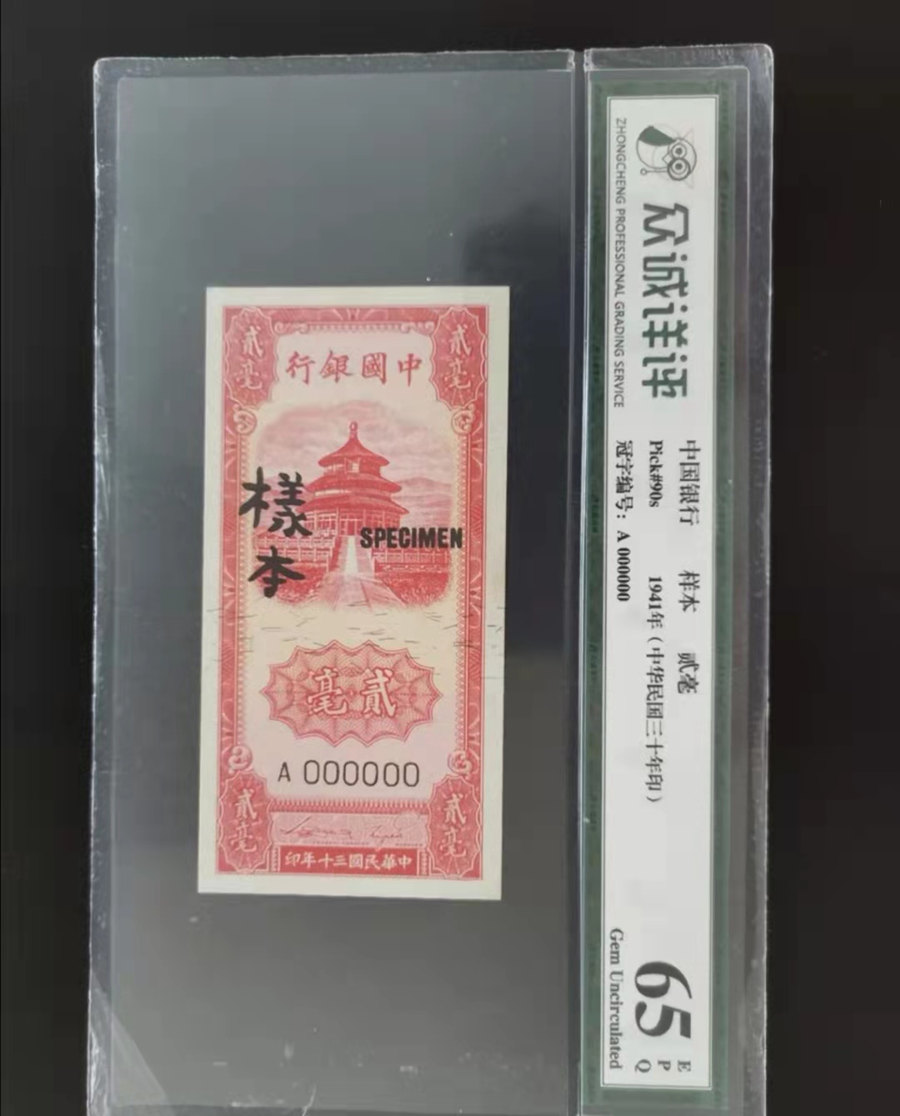 貳毫
貳毫
中國銀行
樣本
SPECIMEN
貳毫
A 000000
貳毫
貳毫
中華民國三十年印
众诚评评
ZHONGCHENG PROFESSIONAL GRADING SERVICE
中国银行 样本 贰毫
Pick#90s 1941年（中华民国三十年印）
冠字编号：A 000000
65
EPQ
Gem Uncirculated